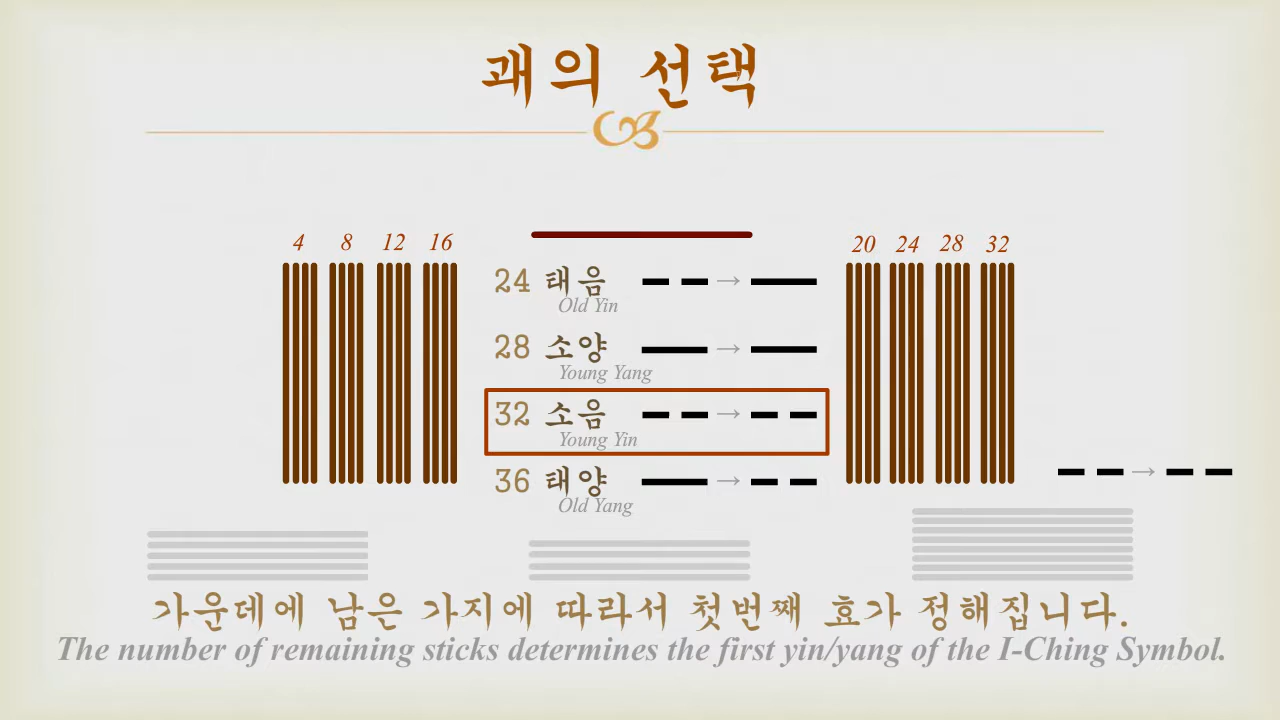 괘의 선택
4 8 12 16
20 24 28 32
24 태음 →
Old Yin
28 소양 →
Young Yang
32 소음 →
Young Yin
36 태양 →
Old Yang
→
가운데에 남은 가지에 따라서 첫번째 효가 정해집니다.
The number of remaining sticks determines the first yin/yang of the I-Ching Symbol.